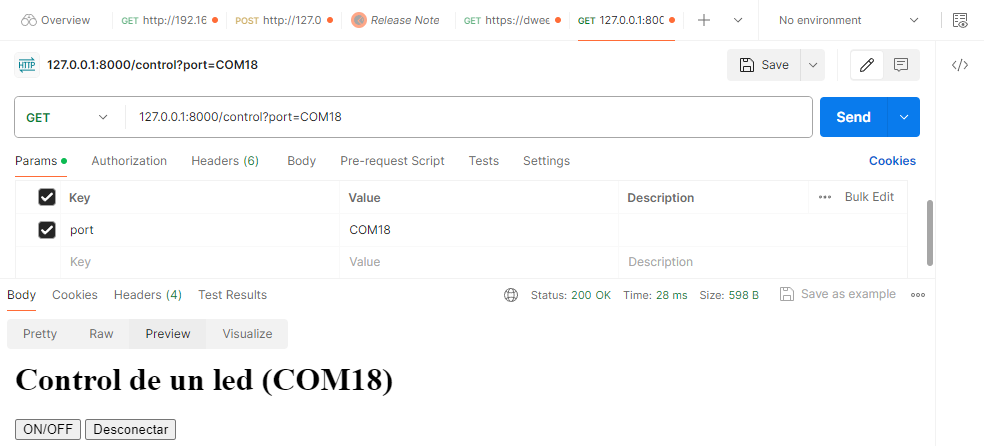 Overview GET http://192.16 POST http://127.0 Release Note GET https://dwee GET 127.0.0.1:800 No environment
HTTP 127.0.0.1:8000/control?port=COM18 Save
GET 127.0.0.1:8000/control?port=COM18 Send
Params Authorization Headers (6) Body Pre-request Script Tests Settings Cookies
Key Value Description Bulk Edit
port COM18
Key Value Description
Body Cookies Headers (4) Test Results Status: 200 OK Time: 28 ms Size: 598 B Save as example
Pretty Raw Preview Visualize
Control de un led (COM18)
ON/OFF Desconectar